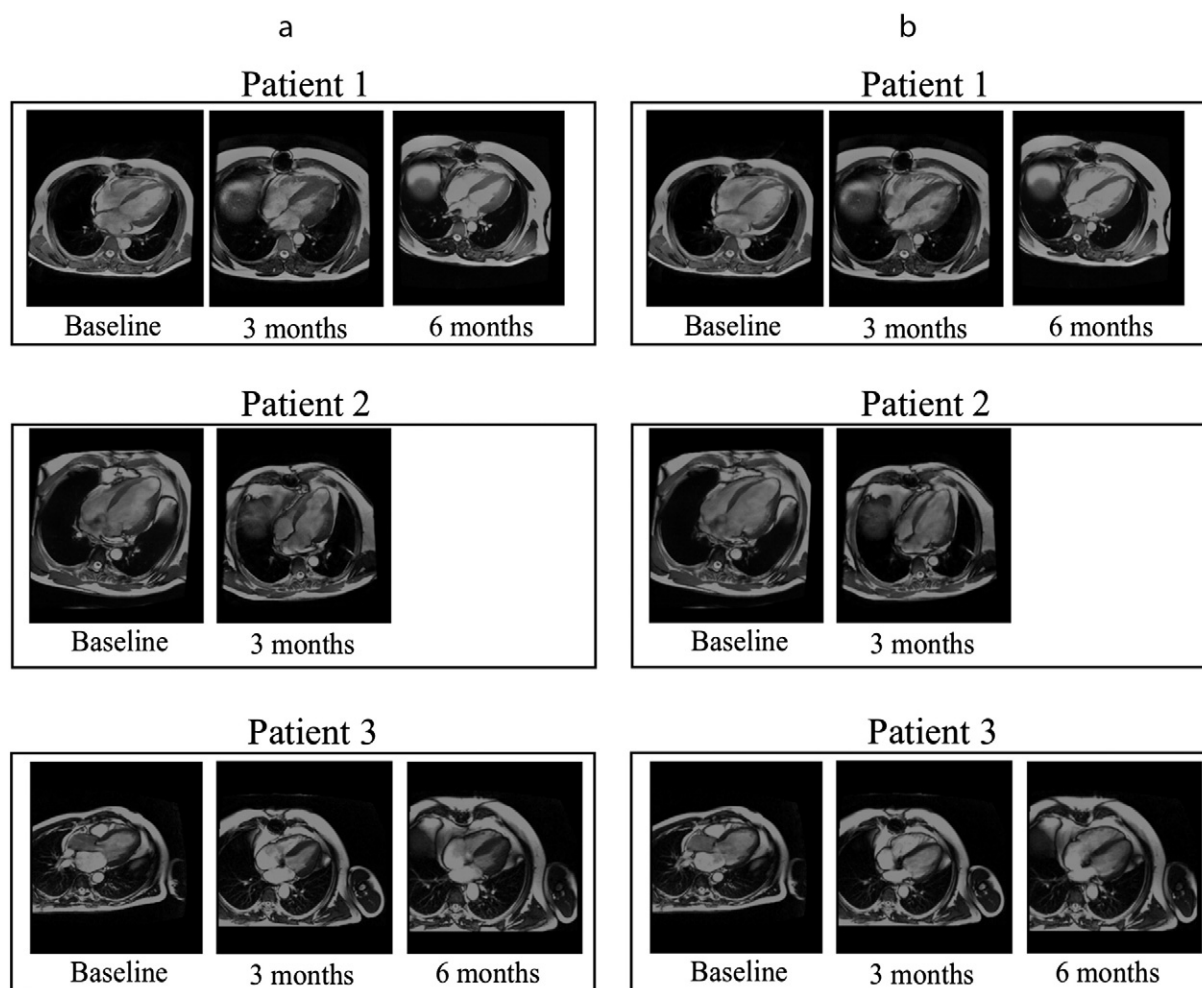 a
b
Patient 1
Baseline
3 months
6 months
Patient 2
Baseline
3 months
Patient 3
Baseline
3 months
6 months
Patient 1
Baseline
3 months
6 months
Patient 2
Baseline
3 months
Patient 3
Baseline
3 months
6 months